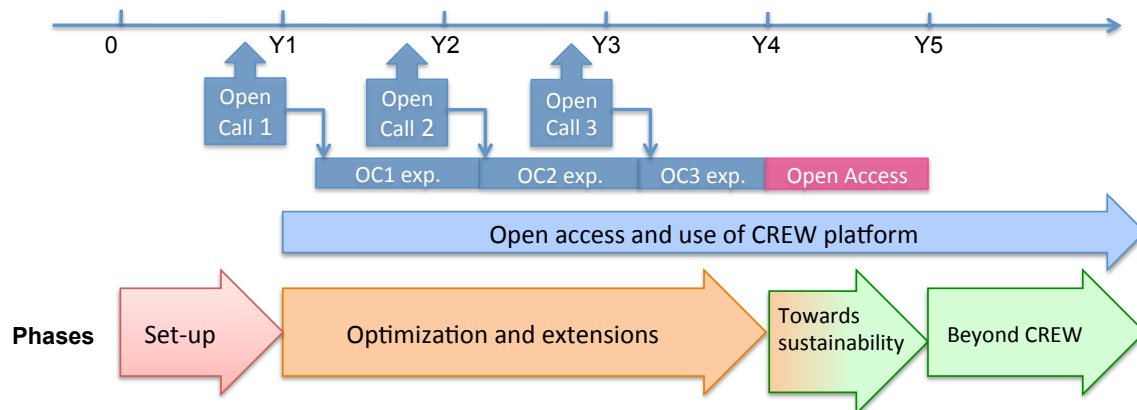 0 Y1 Y2 Y3 Y4 Y5
Open
Call 1
Open
Call 2
Open
Call 3
OC1 exp. OC2 exp. OC3 exp. Open Access
Open access and use of CREW platform
Phases
Set-up
Optimization and extensions
Towards
sustainability
Beyond CREW